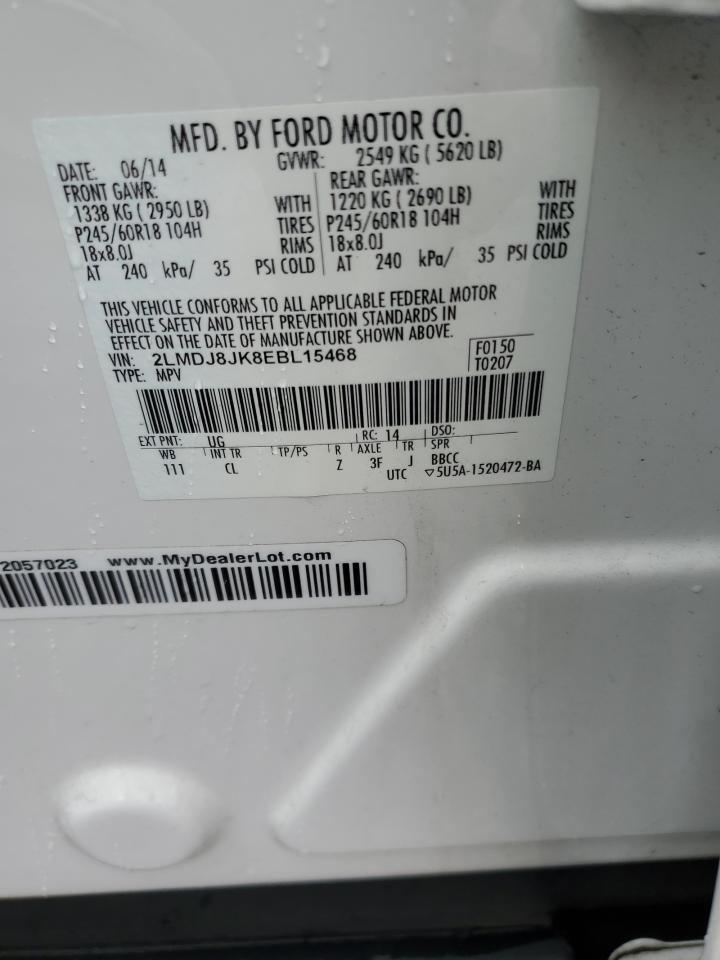 MFD. BY FORD MOTOR CO.
DATE: 06/14 GVWR: 2549 KG ( 5620 LB)
FRONT GAWR: REAR GAWR:
1338 KG ( 2950 LB) WITH 1220 KG ( 2690 LB) WITH
P245/60R18 104H TIRES P245/60R18 104H TIRES
18x8.0J RIMS 18x8.0J RIMS
AT 240 kPa/ 35 PSI COLD AT 240 kPa/ 35 PSI COLD
THIS VEHICLE CONFORMS TO ALL APPLICABLE FEDERAL MOTOR
VEHICLE SAFETY AND THEFT PREVENTION STANDARDS IN
EFFECT ON THE DATE OF MANUFACTURE SHOWN ABOVE.
VIN: 2LMDJ8JK8EBL15468 F0150
TYPE: MPV T0207
EXT PNT: UG RC: 14 DSO:
WB INT TR TP/PS R AXLE TR SPR
111 CL Z 3F J BBCC
UTC ▽5U5A-1520472-BA
2057023 www.MyDealerLot.com